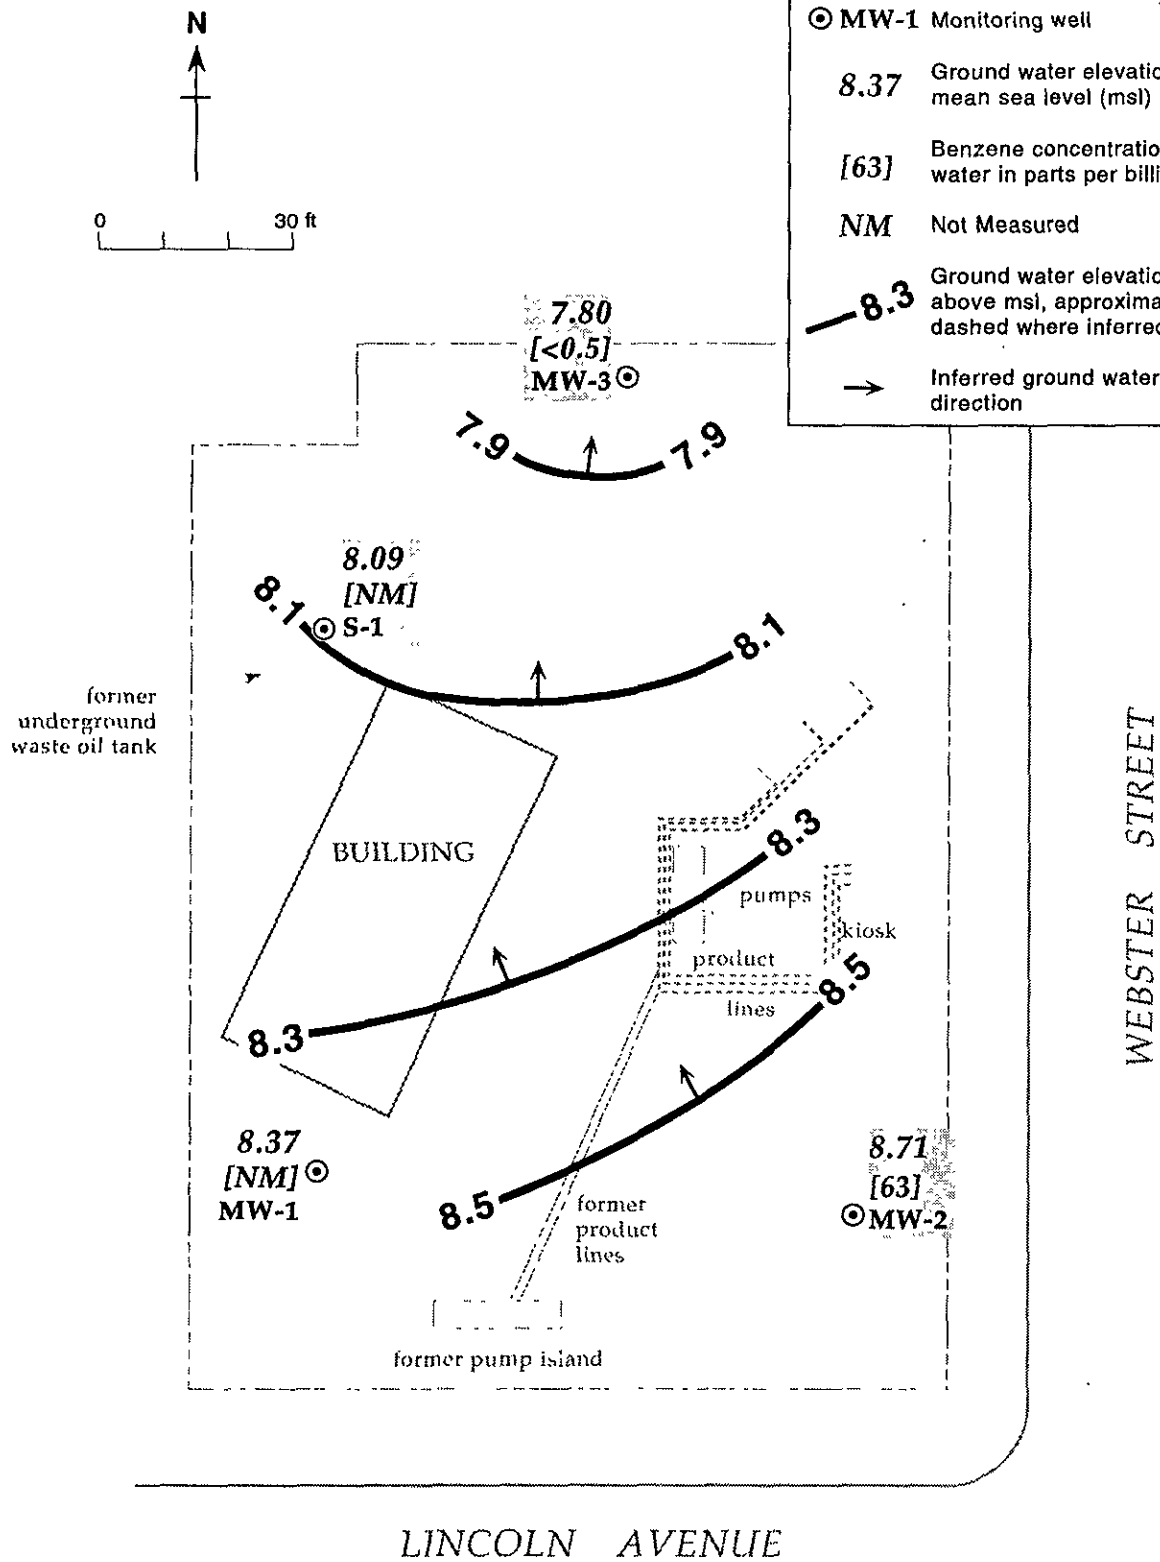 N
0 30 ft
MW-1 Monitoring well
8.37 Ground water elevatio
mean sea level (msl)
[63] Benzene concentratio
water in parts per billi
NM Not Measured
8.3 Ground water elevatio
above msl, approxima
dashed where inferred
Inferred ground water
direction
7.80
[<0.5]
MW-3
7.9 7.9
8.09
[NM]
S-1
8.1 8.1
former
underground
waste oil tank
BUILDING
8.3
pumps
kiosk
product
lines
8.5
8.3
8.37
[NM]
MW-1
8.71
[63]
MW-2
8.5
former
product
lines
former pump island
WEBSTER STREET
LINCOLN AVENUE